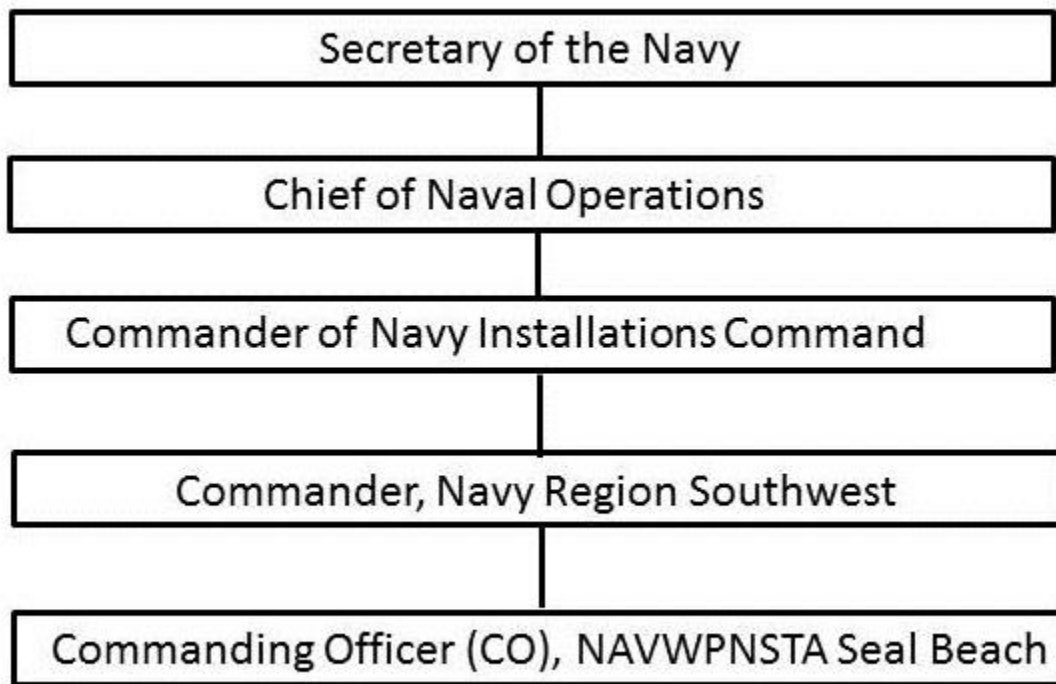 Secretary of the Navy
Chief of Naval Operations
Commander of Navy Installations Command
Commander, Navy Region Southwest
Commanding Officer (CO), NAVWPNSTA Seal Beach